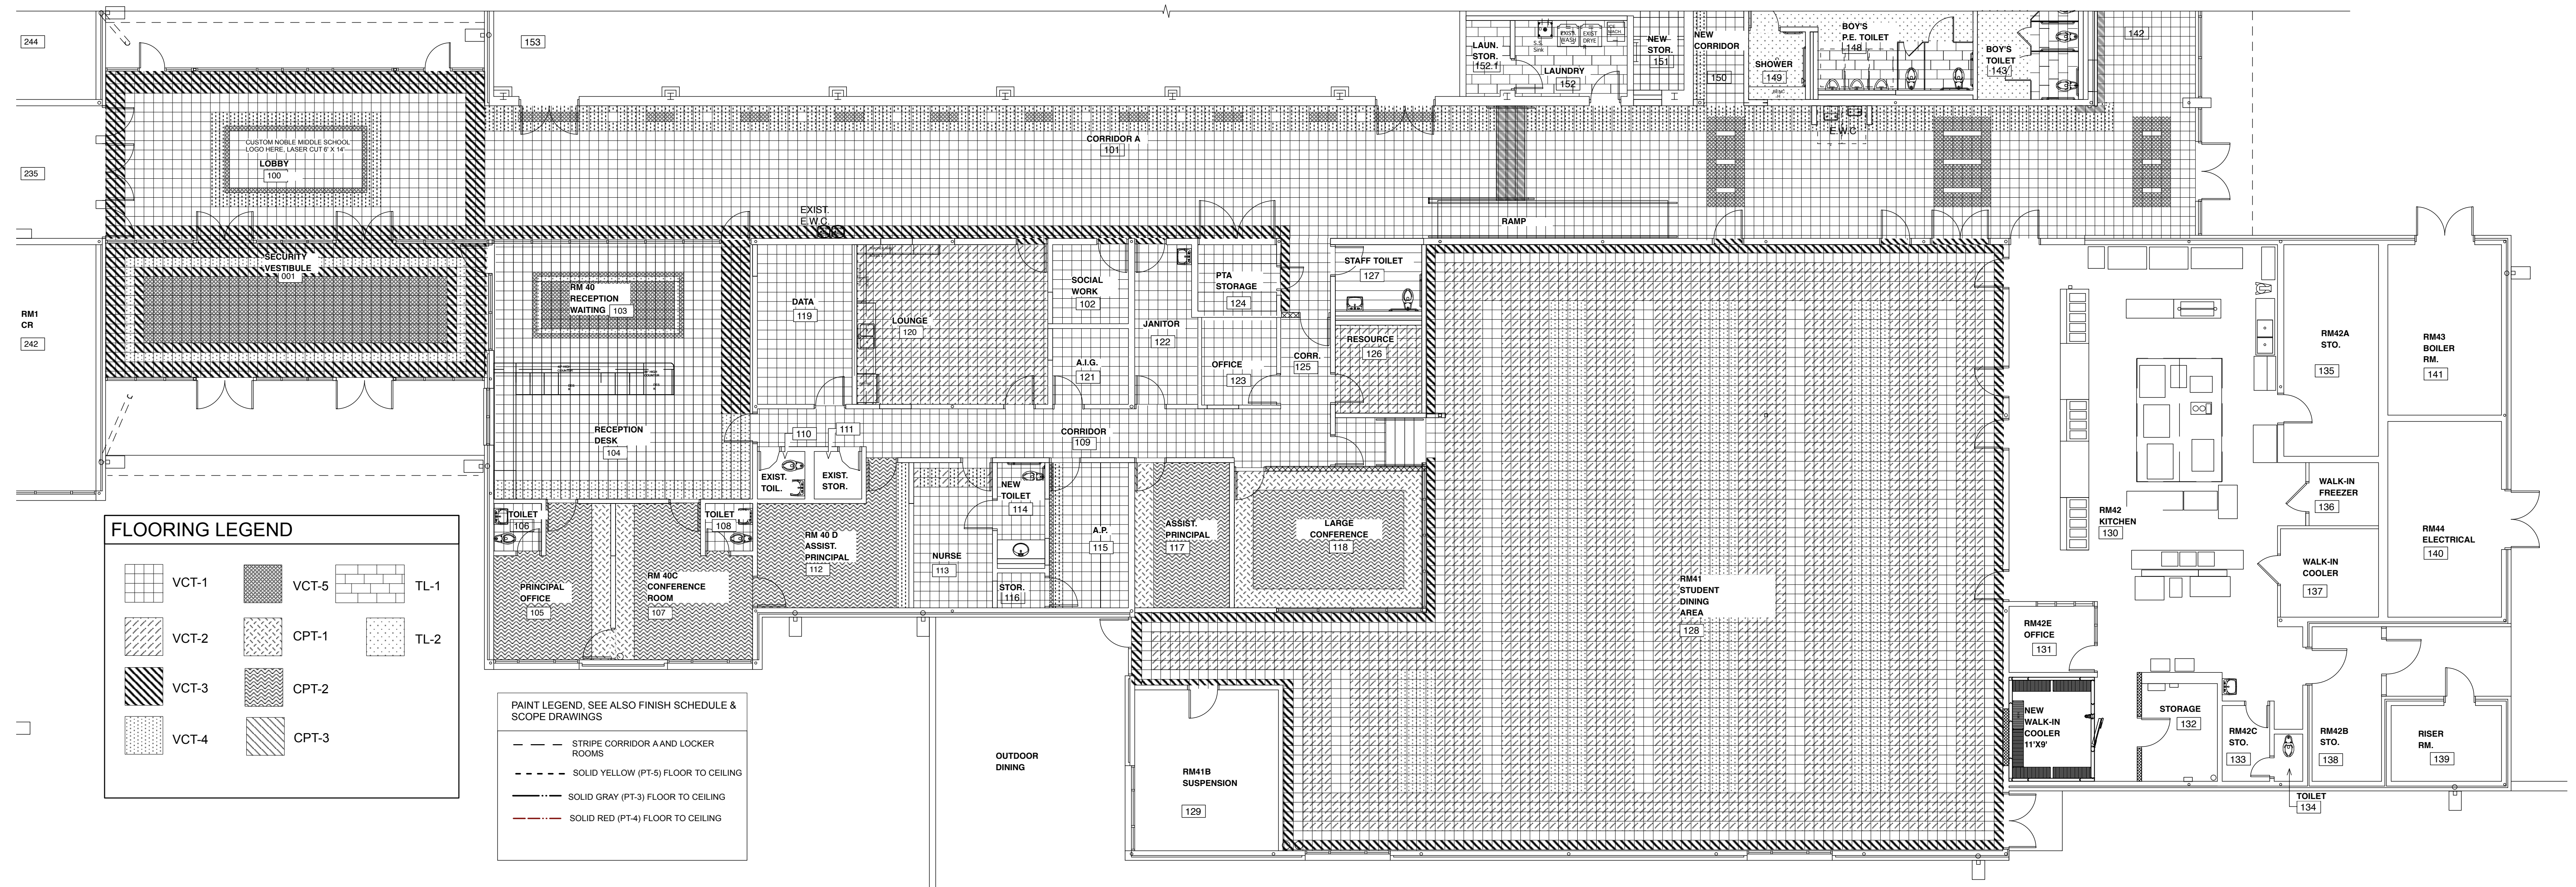 244
153
LAUN.
STOR.
152.1
S.S.
Sink
EXIST.
WASH
EXIST
DRYE
LAUNDRY
152
NEW
STOR.
151
NEW
CORRIDOR
150
SHOWER
149
BOY'S
P.E. TOILET
148
BOY'S
TOILET
143
142
E.W.C
CORRIDOR A
101
CUSTOM NOBLE MIDDLE SCHOOL
LOGO HERE, LASER CUT 6' X 14'
LOBBY
100
235
EXIST.
E.W.C.
RAMP
SECURITY
VESTIBULE
001
RM1
CR
242
RM 40
RECEPTION
WAITING 103
DATA
119
LOUNGE
120
SOCIAL
WORK
102
A.I.G.
121
JANITOR
122
PTA
STORAGE
124
OFFICE
123
CORR.
125
STAFF TOILET
127
RESOURCE
126
RM42A
STO.
135
RM43
BOILER
RM.
141
RECEPTION
DESK
104
110
111
CORRIDOR
109
EXIST.
TOIL.
EXIST.
STOR.
TOILET
106
TOILET
108
PRINCIPAL
OFFICE
105
RM 40C
CONFERENCE
ROOM
107
RM 40 D
ASSIST.
PRINCIPAL
112
NURSE
113
NEW
TOILET
114
STOR.
116
A.P.
115
ASSIST.
PRINCIPAL
117
LARGE
CONFERENCE
118
RM41
STUDENT
DINING
AREA
128
RM42
KITCHEN
130
WALK-IN
FREEZER
136
WALK-IN
COOLER
137
RM44
ELECTRICAL
140
RM42E
OFFICE
131
NEW
WALK-IN
COOLER
11'X9'
STORAGE
132
RM42C
STO.
133
RM42B
STO.
138
RISER
RM.
139
TOILET
134
OUTDOOR
DINING
RM41B
SUSPENSION
129
FLOORING LEGEND
VCT-1
VCT-5
TL-1
VCT-2
CPT-1
TL-2
VCT-3
CPT-2
VCT-4
CPT-3
PAINT LEGEND, SEE ALSO FINISH SCHEDULE &
SCOPE DRAWINGS
STRIPE CORRIDOR A AND LOCKER
ROOMS
SOLID YELLOW (PT-5) FLOOR TO CEILING
SOLID GRAY (PT-3) FLOOR TO CEILING
SOLID RED (PT-4) FLOOR TO CEILING